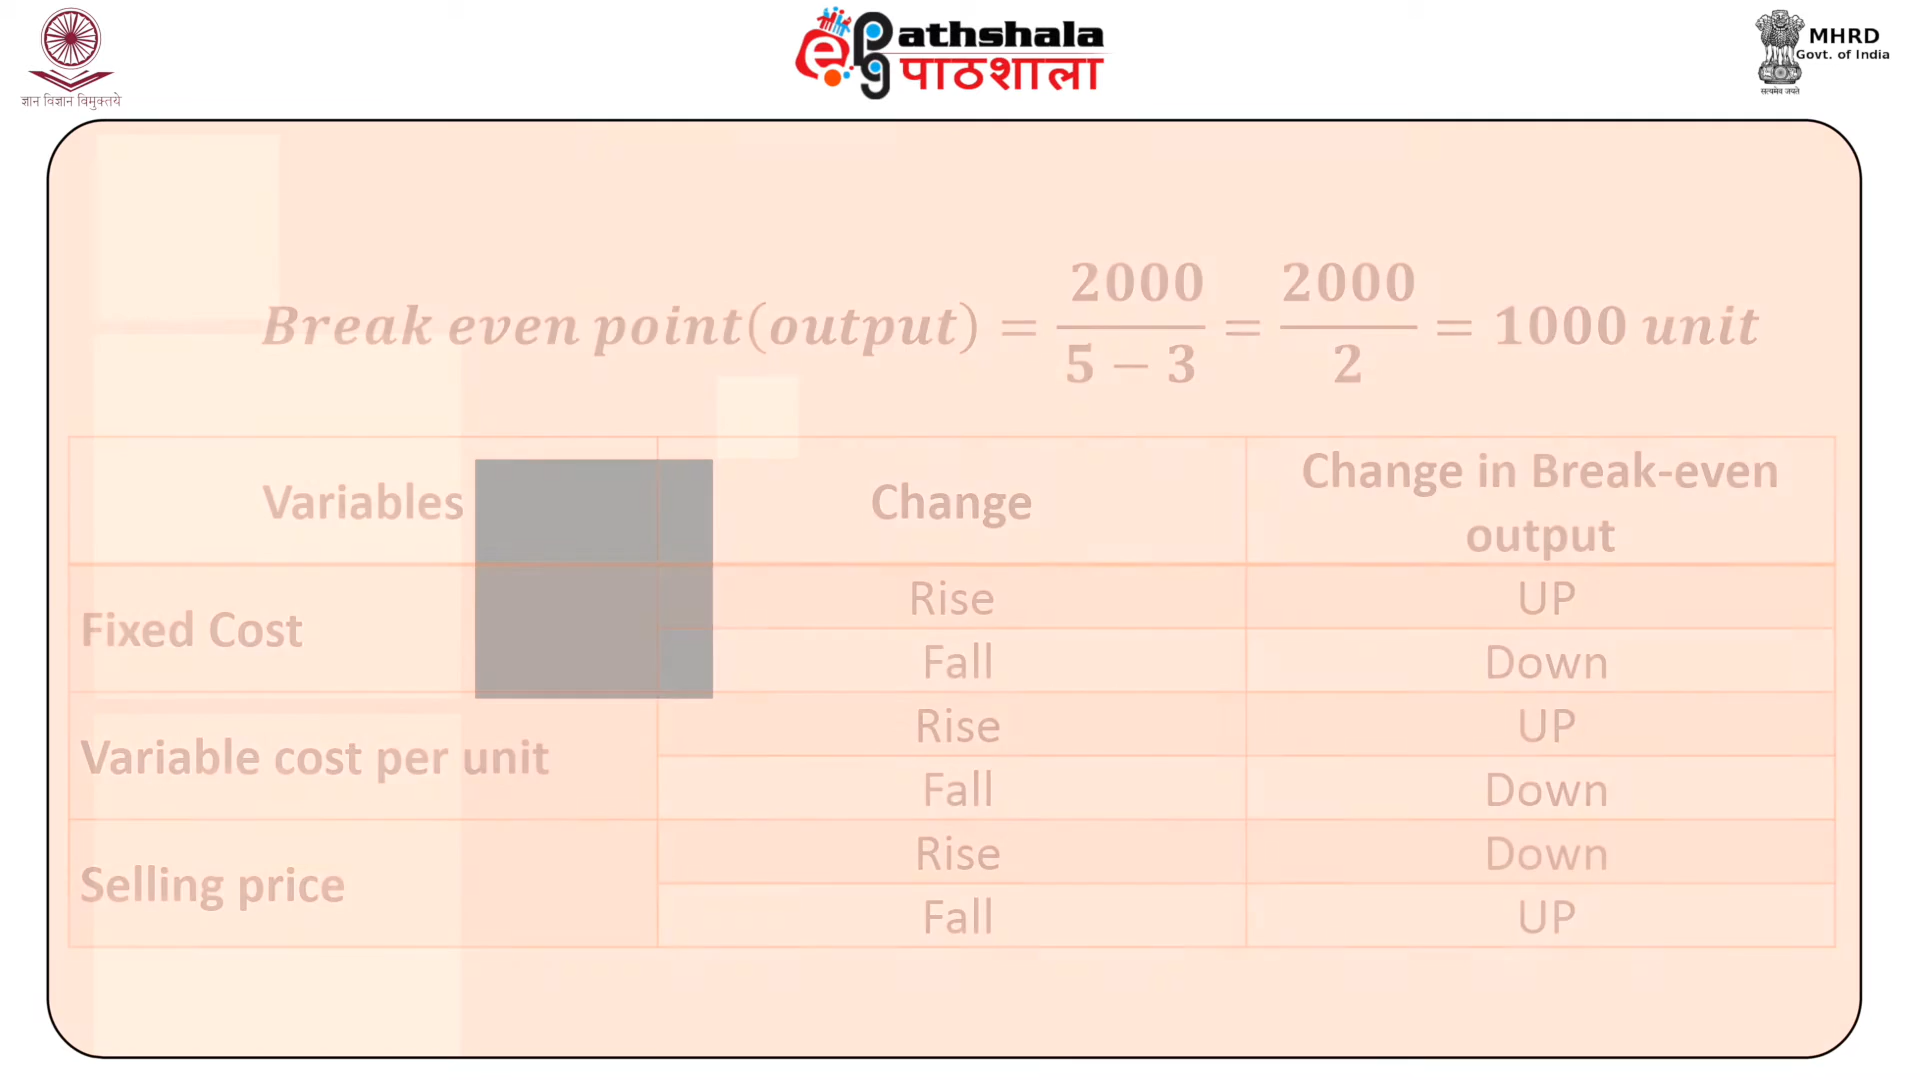 ज्ञान विज्ञान विमुक्तये
ePathshala
पाठशाला
MHRD
Govt. of India
सत्यमेव जयते
Break even point(output) = 2000/5 − 3 = 2000/2 = 1000 unit
Variables Change Change in Break-even output
Fixed Cost Rise UP
Fall Down
Variable cost per unit Rise UP
Fall Down
Selling price Rise Down
Fall UP